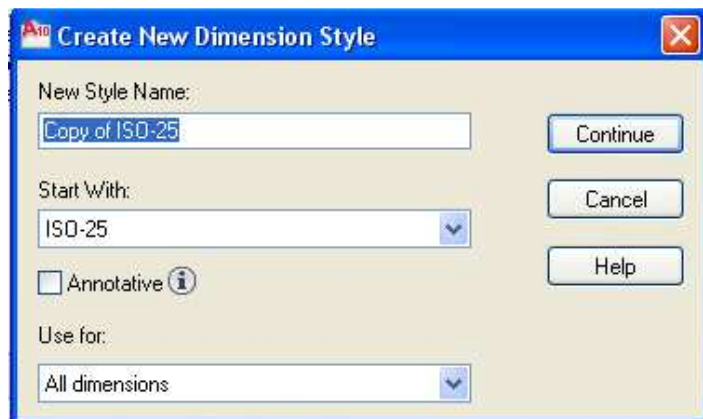 A10 Create New Dimension Style
New Style Name:
Copy of ISO-25
Continue
Start With:
Cancel
ISO-25
Help
Annotative i
Use for:
All dimensions